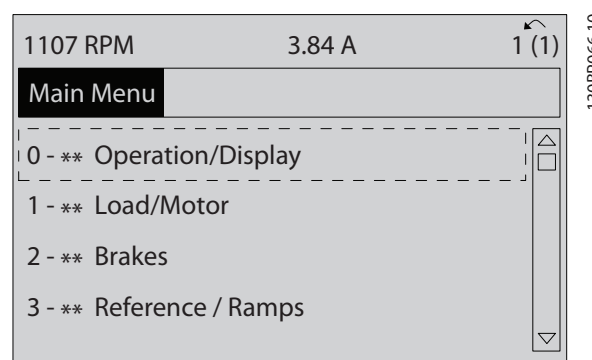 1107 RPM 3.84 A 1 (1)
Main Menu
0 - ** Operation/Display
1 - ** Load/Motor
2 - ** Brakes
3 - ** Reference / Ramps